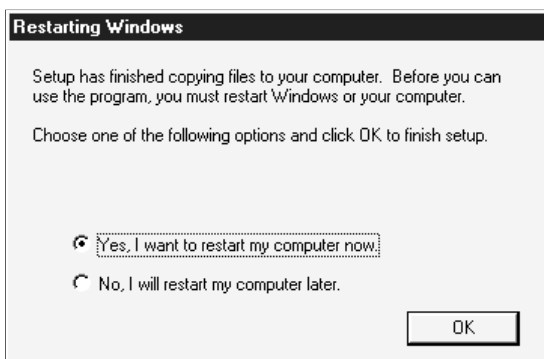 Restarting Windows
Setup has finished copying files to your computer. Before you can
use the program, you must restart Windows or your computer.
Choose one of the following options and click OK to finish setup.
Yes, I want to restart my computer now.
No, I will restart my computer later.
OK